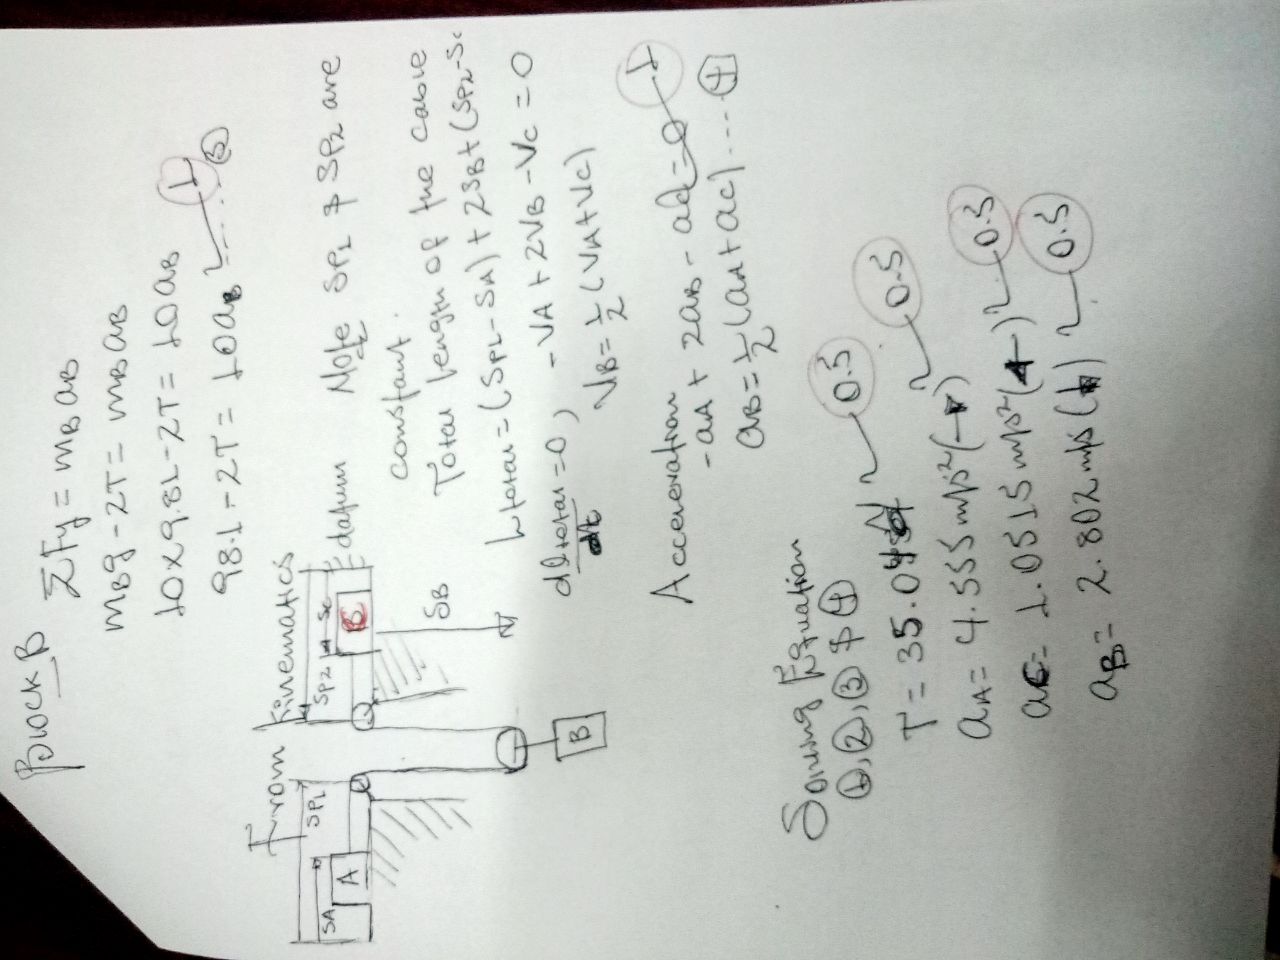 Block B
ΣFy = mB aB
mBg - 2T = mB aB
10x9.81 - 2T = 10aB
98.1 - 2T = 10aB ..... ③
1
From Kinematics
SA
SP1
SP2
Sc
datum
A
B
SB
Note SP1 & SP2 are
constant.
Total length of the cable
Ltotal = (SP1 - SA) + 2SB + (SP2 - Sc
dltotal/dt = 0, - VA + 2VB - VC = 0
VB = 1/2 (VA + VC)
Acceleration
- aA + 2aB - ac = 0
1
aB = 1/2 (aA + ac) .... ④
Solving Equation
①, ②, ③ & ④
0.5
T = 35.04 N
0.5
aA = 4.555 m/s² (→)
0.5
ac = 1.0515 m/s² (←)
0.5
aB = 2.802 m/s (↓)